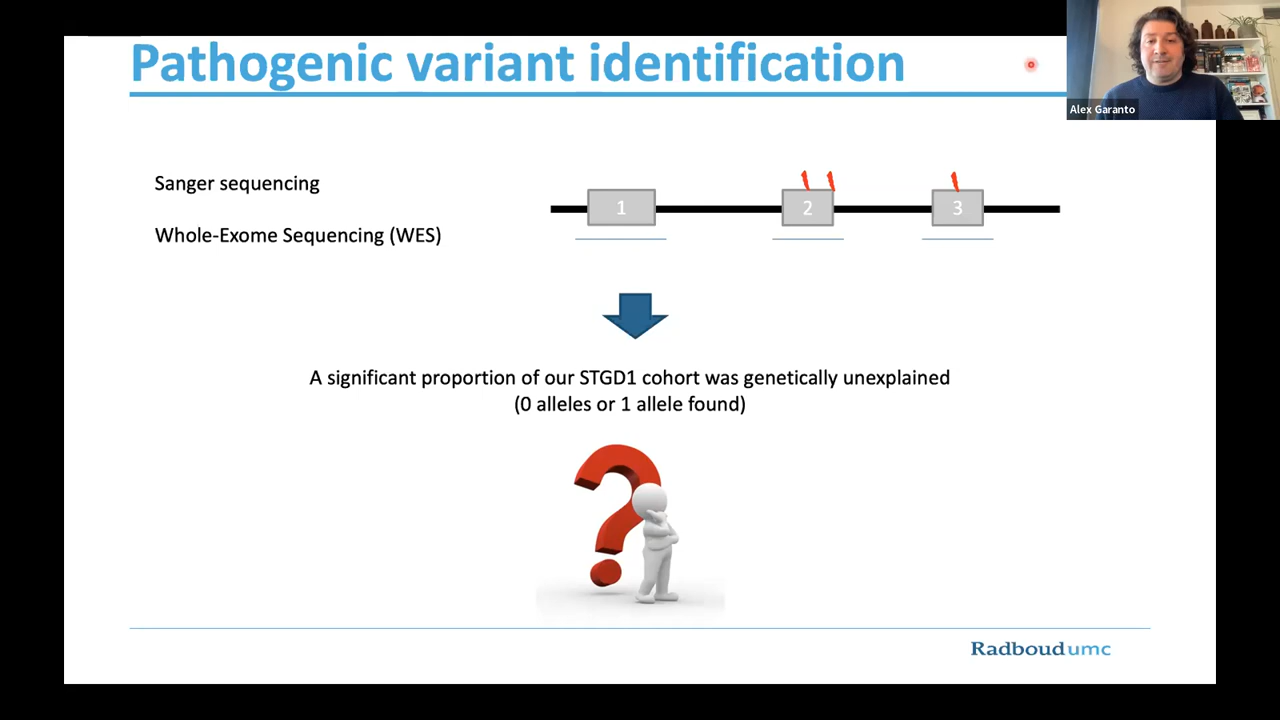 Pathogenic variant identification
Alex Garanto
Sanger sequencing
1
2
3
Whole-Exome Sequencing (WES)
A significant proportion of our STGD1 cohort was genetically unexplained
(0 alleles or 1 allele found)
Radboudumc